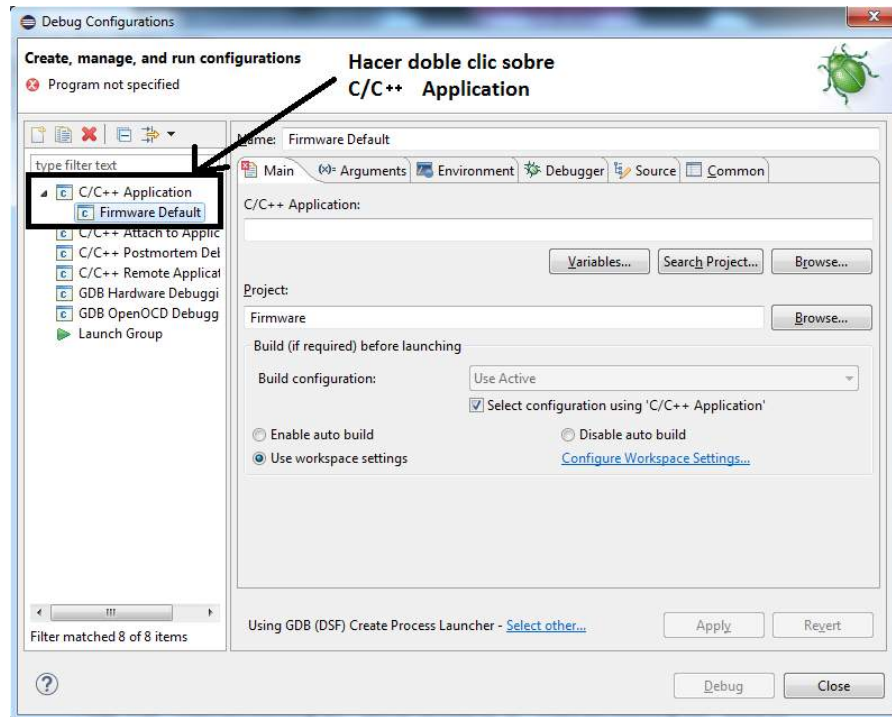 Debug Configurations
Create, manage, and run configurations
Program not specified
Hacer doble clic sobre
C/C++ Application
type filter text
C/C++ Application
Firmware Default
C/C++ Attach to Applic
C/C++ Postmortem Del
C/C++ Remote Applicat
GDB Hardware Debuggi
GDB OpenOCD Debugg
Launch Group
Filter matched 8 of 8 items
Name: Firmware Default
Main (x)= Arguments Environment Debugger Source Common
C/C++ Application:
Variables... Search Project... Browse...
Project:
Firmware Browse...
Build (if required) before launching
Build configuration: Use Active
Select configuration using 'C/C++ Application'
Enable auto build Disable auto build
Use workspace settings Configure Workspace Settings...
Using GDB (DSF) Create Process Launcher - Select other... Apply Revert
? Debug Close